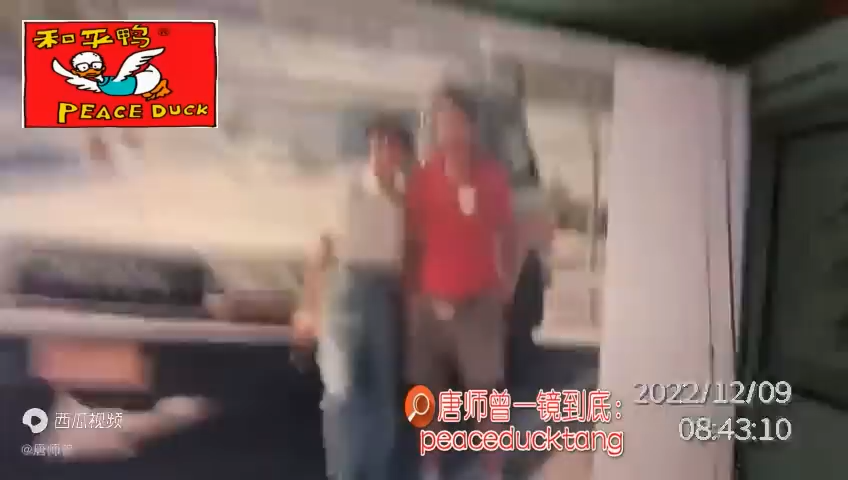 和平鸭®
PEACE DUCK
唐师曾一镜到底：
peaceducktang
2022/12/09
08:43:10
西瓜视频
@唐师曾